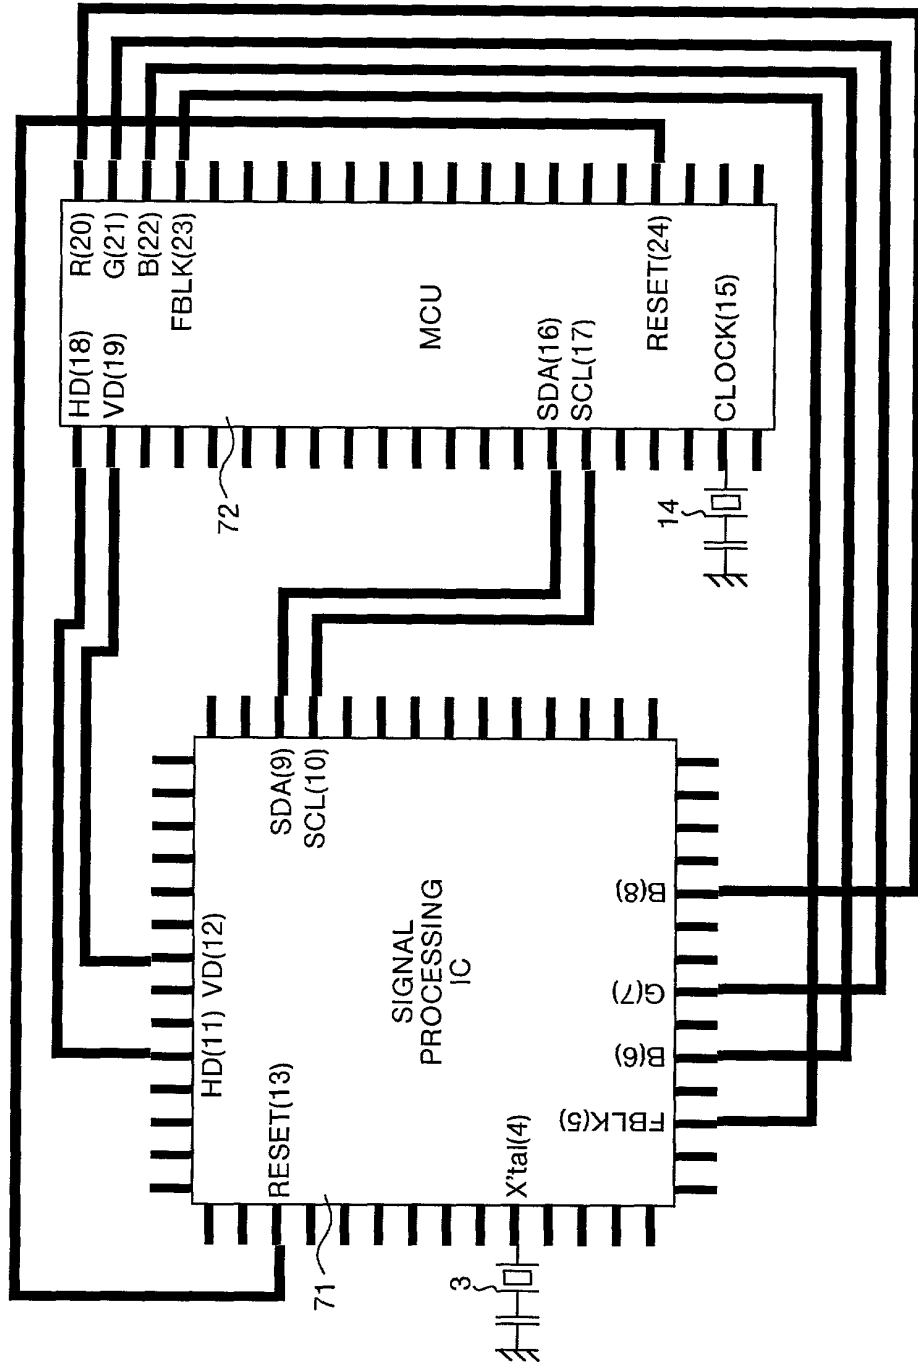 R(20)
G(21)
B(22)
FBLK(23)
HD(18)
VD(19)
MCU
RESET(24)
SDA(16)
SCL(17)
CLOCK(15)
72
14
SDA(9)
SCL(10)
HD(11) VD(12)
SIGNAL
PROCESSING
IC
RESET(13)
X'tal(4)
B(8)
G(7)
B(6)
FBLK(5)
71
3